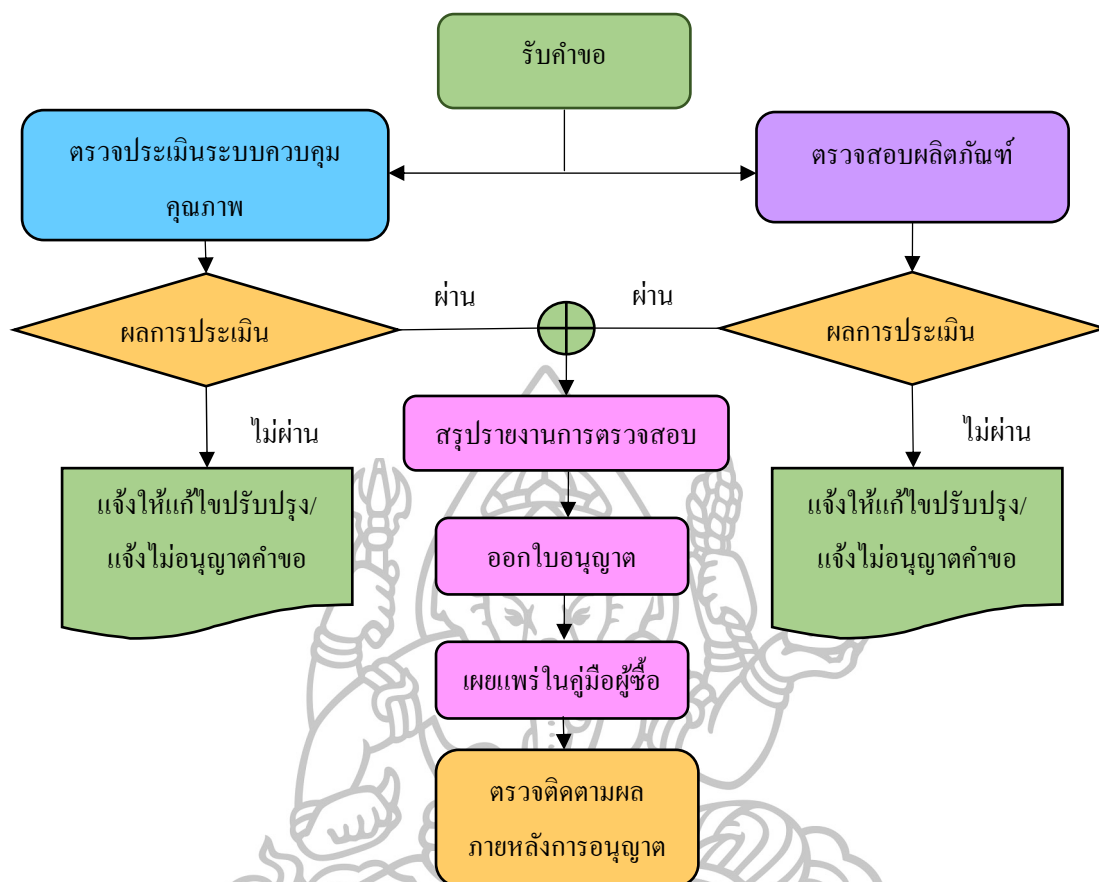 รับคำขอ
ตรวจประเมินระบบควบคุม
คุณภาพ
ตรวจสอบผลิตภัณฑ์
ผลการประเมิน
ผ่าน
ผ่าน
ผลการประเมิน
ไม่ผ่าน
สรุปรายงานการตรวจสอบ
ไม่ผ่าน
แจ้งให้แก้ไขปรับปรุง/
แจ้งไม่อนุญาตคำขอ
ออกใบอนุญาต
แจ้งให้แก้ไขปรับปรุง/
แจ้งไม่อนุญาตคำขอ
เผยแพร่ในคู่มือผู้ซื้อ
ตรวจติดตามผล
ภายหลังการอนุญาต